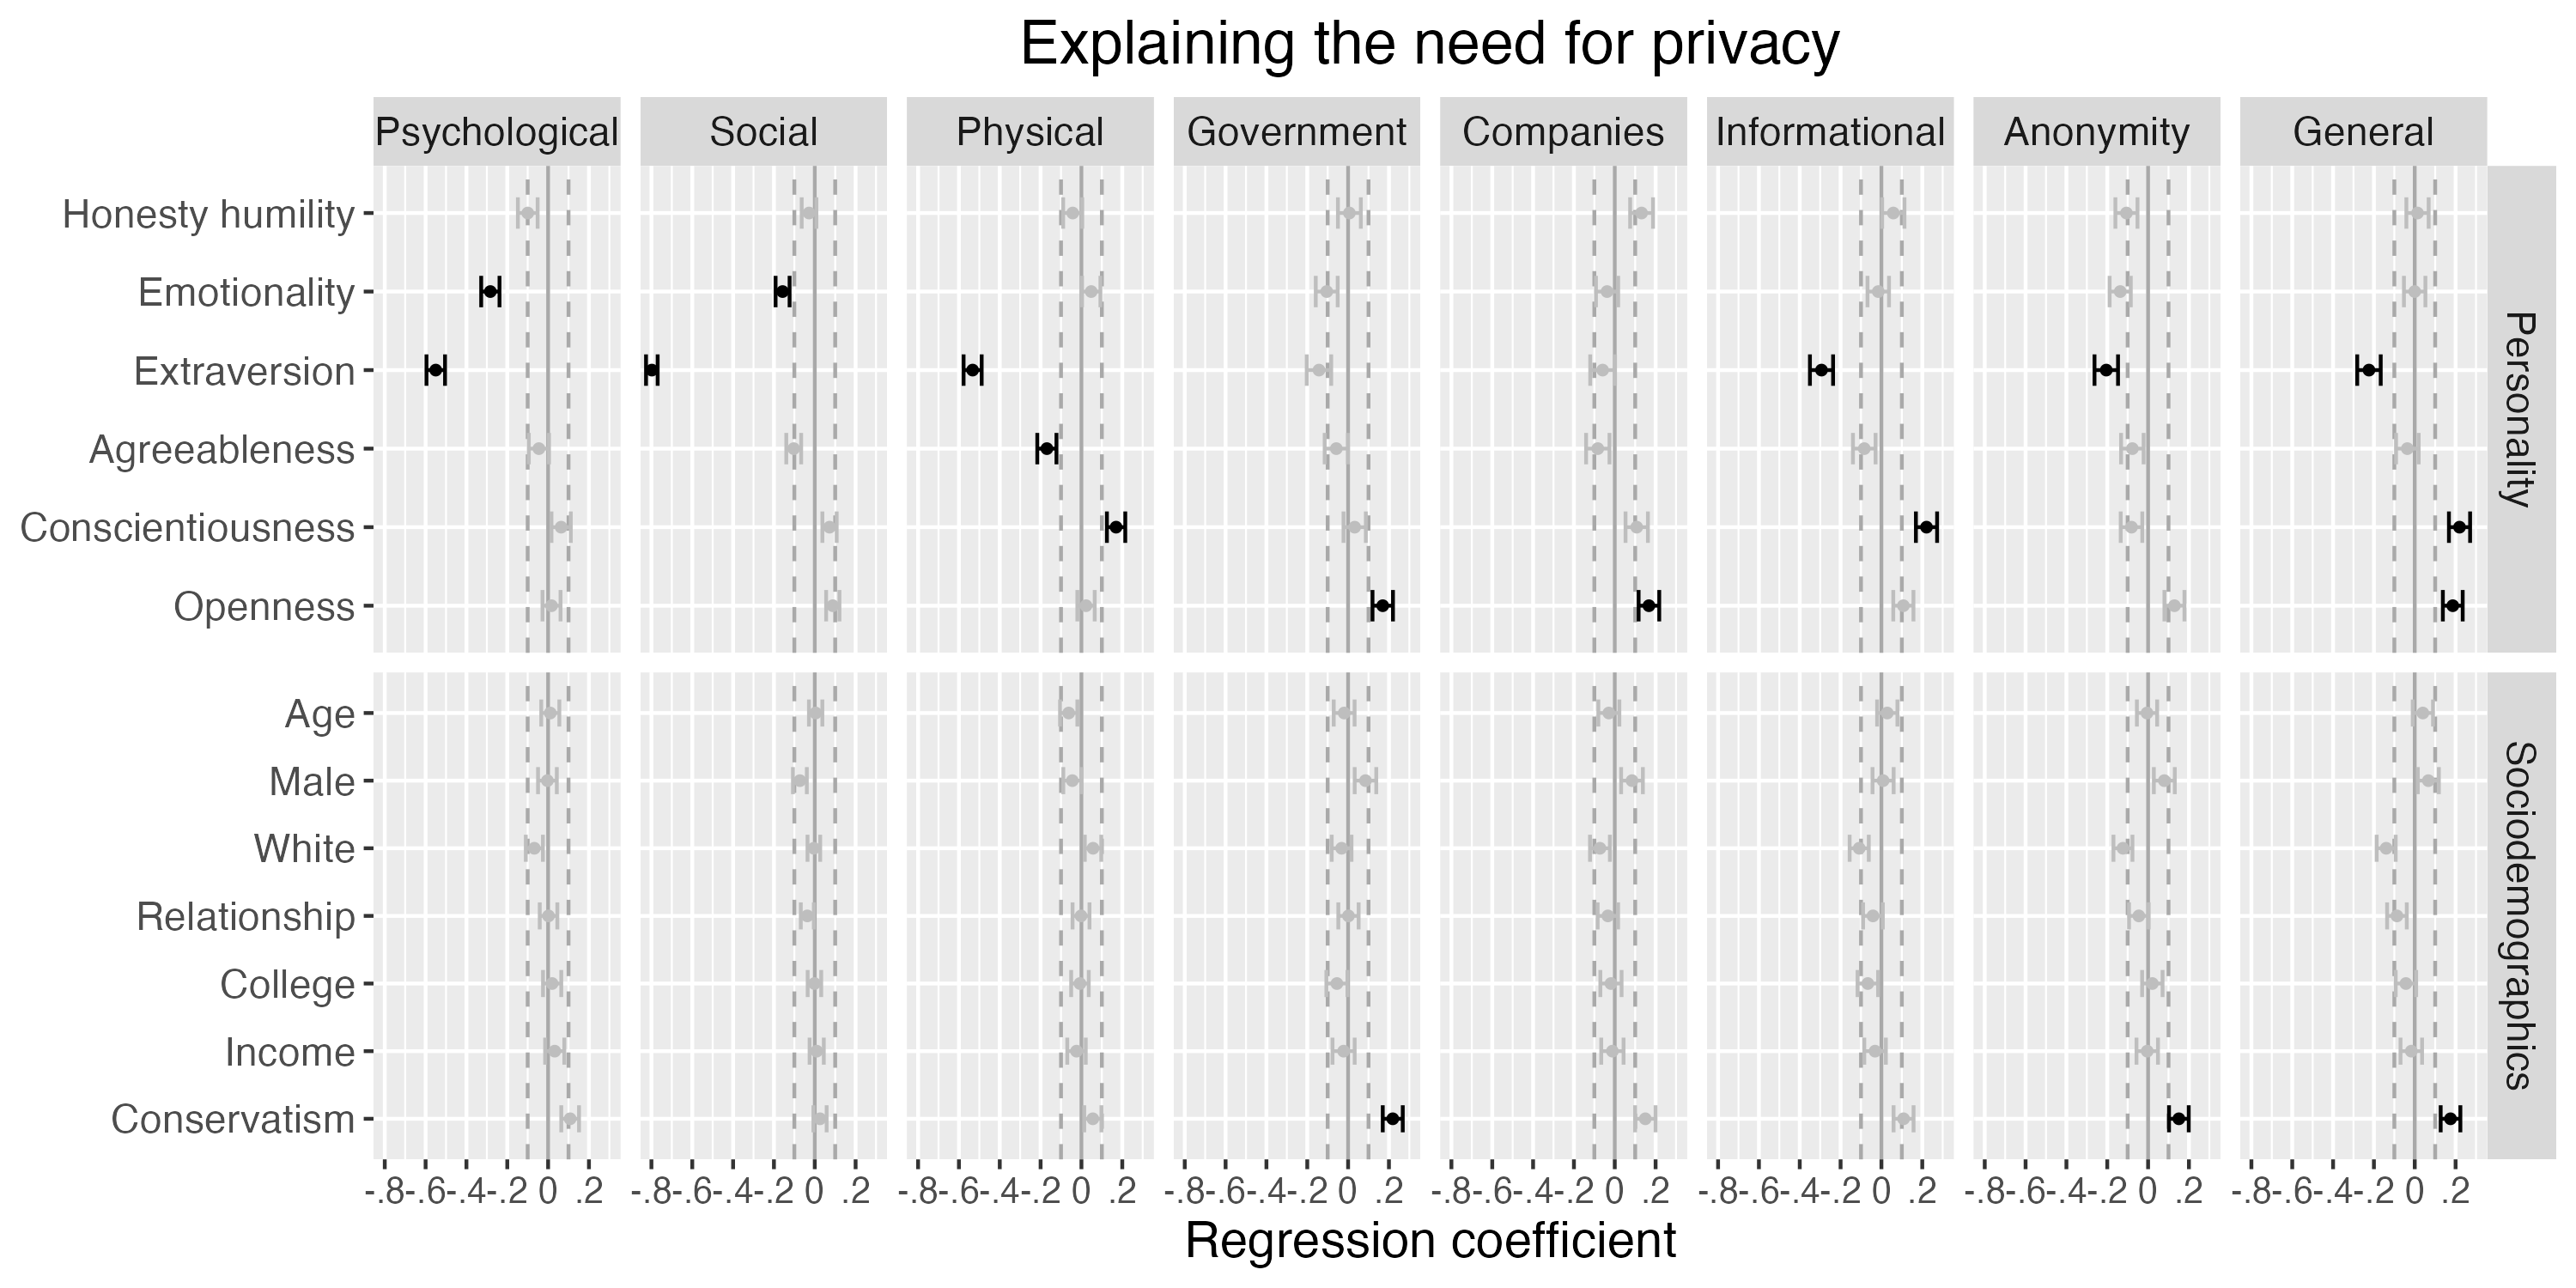 Explaining the need for privacy
Psychological Social Physical Government Companies Informational Anonymity General
Honesty humility
Emotionality
Extraversion
Agreeableness
Conscientiousness
Openness
Personality
Age
Male
White
Relationship
College
Income
Conservatism
Sociodemographics
-.8 -.6 -.4 -.2 0 .2 -.8 -.6 -.4 -.2 0 .2 -.8 -.6 -.4 -.2 0 .2 -.8 -.6 -.4 -.2 0 .2 -.8 -.6 -.4 -.2 0 .2 -.8 -.6 -.4 -.2 0 .2 -.8 -.6 -.4 -.2 0 .2 -.8 -.6 -.4 -.2 0 .2
Regression coefficient